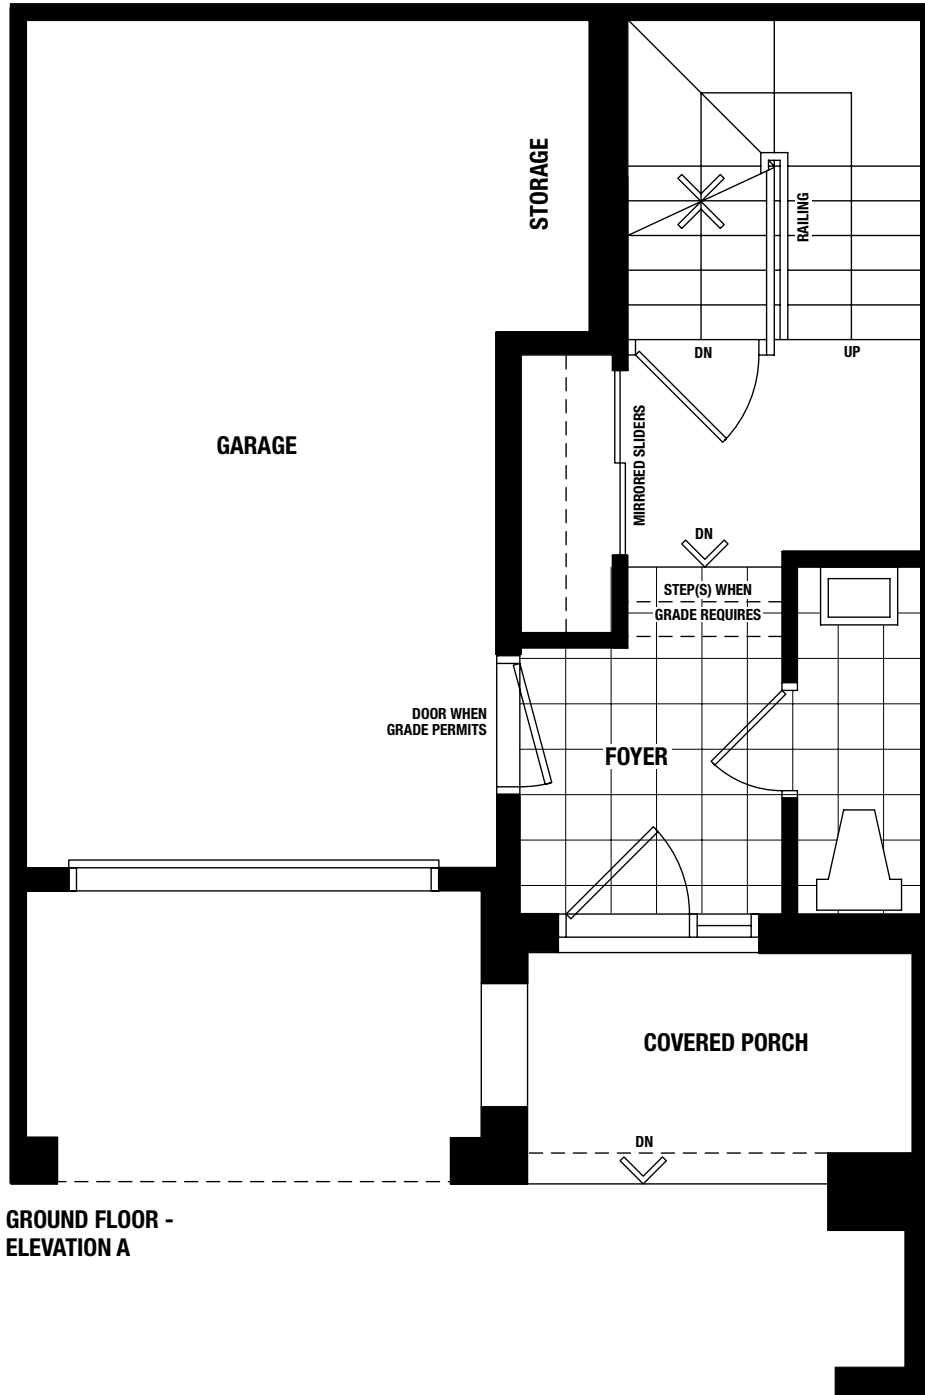 STORAGE
RAILING
DN
UP
GARAGE
MIRRORED SLIDERS
DN
STEP(S) WHEN
GRADE REQUIRES
DOOR WHEN
GRADE PERMITS
FOYER
COVERED PORCH
DN
GROUND FLOOR -
ELEVATION A